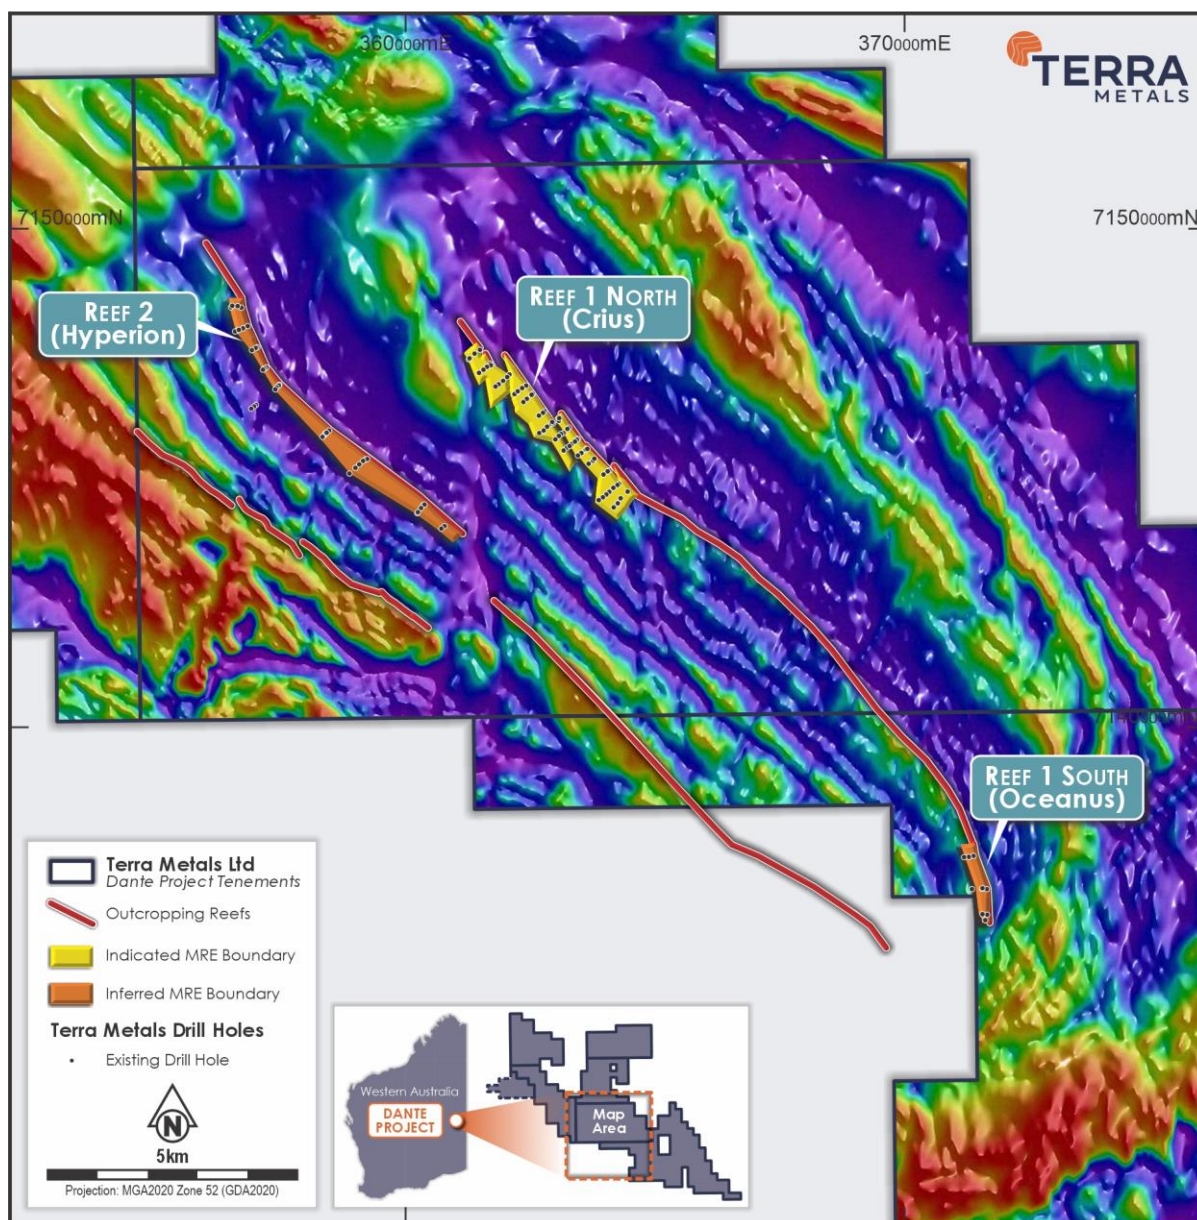 360000mE
370000mE
TERRA
METALS
7150000mN
7150000mN
REEF 2
(Hyperion)
REEF 1 NORTH
(Crius)
7140000mN
REEF 1 SOUTH
(Oceanus)
Terra Metals Ltd
Dante Project Tenements
Outcropping Reefs
Indicated MRE Boundary
Inferred MRE Boundary
Terra Metals Drill Holes
Existing Drill Hole
N
5km
Projection: MGA2020 Zone 52 (GDA2020)
Western Australia
DANTE
PROJECT
Map
Area